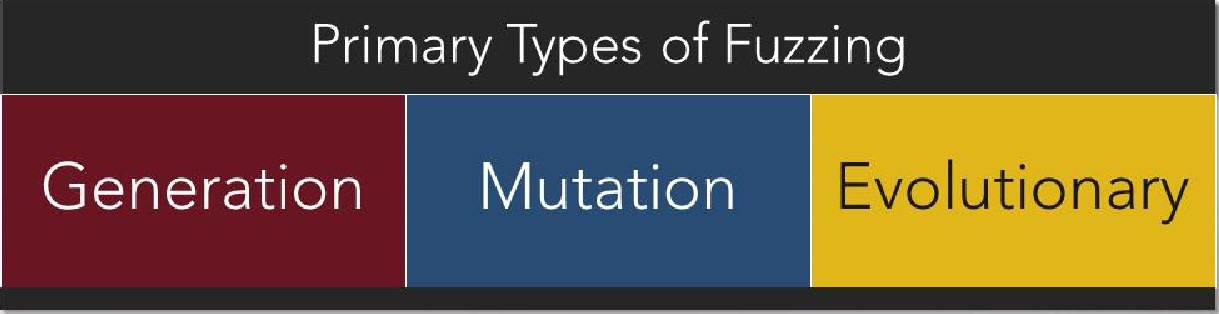 Primary Types of Fuzzing
Generation
Mutation
Evolutionary